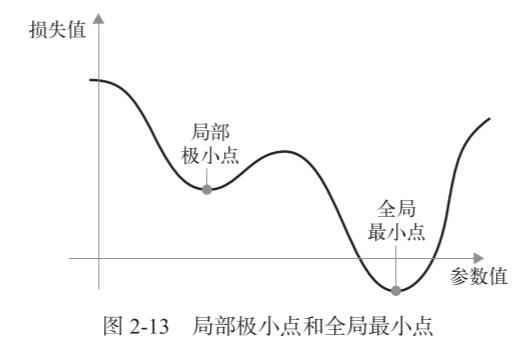 损失值
局部
极小点
全局
最小点
参数值
图 2-13 局部极小点和全局最小点